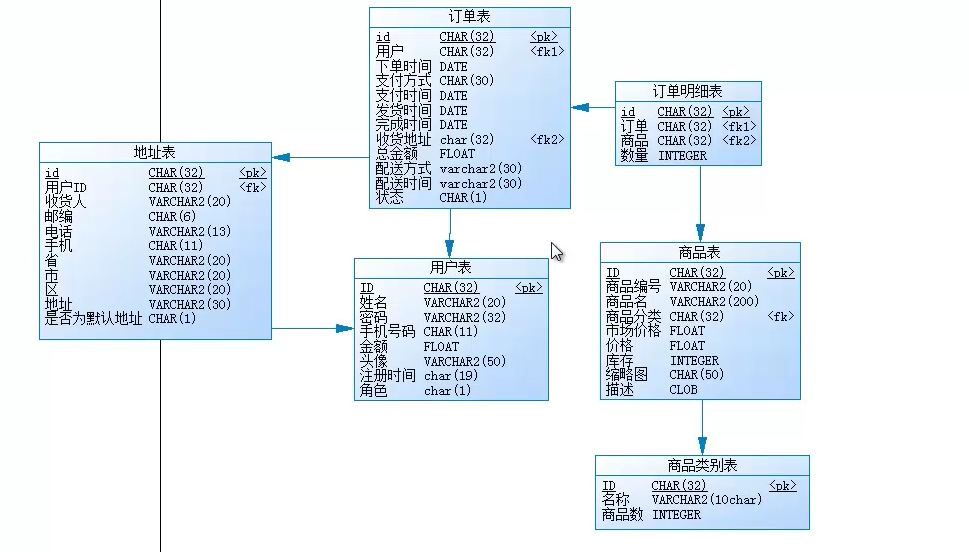 订单表
id CHAR(32) <pk>
用户 CHAR(32) <fk1>
下单时间 DATE
支付方式 CHAR(30)
支付时间 DATE
发货时间 DATE
完成时间 DATE
收货地址 char(32) <fk2>
总金额 FLOAT
配送方式 varchar2(30)
配送时间 varchar2(30)
状态 CHAR(1)
订单明细表
id CHAR(32) <pk>
订单 CHAR(32) <fk1>
商品 CHAR(32) <fk2>
数量 INTEGER
地址表
id CHAR(32) <pk>
用户ID CHAR(32) <fk>
收货人 VARCHAR2(20)
邮编 CHAR(6)
电话 VARCHAR2(13)
手机 CHAR(11)
省 VARCHAR2(20)
市 VARCHAR2(20)
区 VARCHAR2(20)
地址 VARCHAR2(30)
是否为默认地址 CHAR(1)
用户表
ID CHAR(32) <pk>
姓名 VARCHAR2(20)
密码 VARCHAR2(32)
手机号码 CHAR(11)
金额 FLOAT
头像 VARCHAR2(50)
注册时间 char(19)
角色 char(1)
商品表
ID CHAR(32) <pk>
商品编号 VARCHAR2(20)
商品名 VARCHAR2(200)
商品分类 CHAR(32) <fk>
市场价格 FLOAT
价格 FLOAT
库存 INTEGER
缩略图 CHAR(50)
描述 CLOB
商品类别表
ID CHAR(32) <pk>
名称 VARCHAR2(10char)
商品数 INTEGER